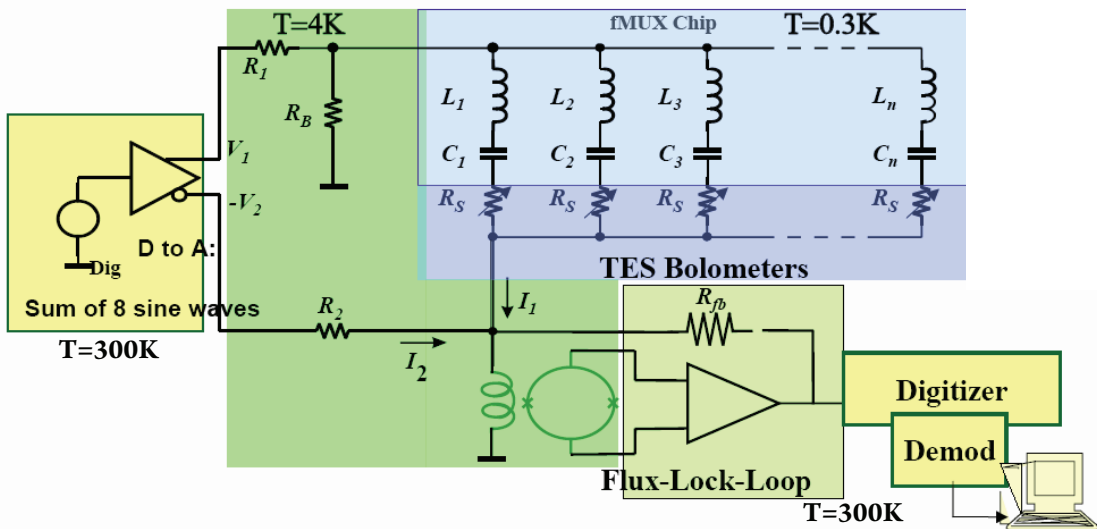 fMUX Chip
T=4K
T=0.3K
R1
RB
L1
L2
L3
Ln
C1
C2
C3
Cn
RS
RS
RS
RS
V1
-V2
D to A:
Dig
Sum of 8 sine waves
T=300K
TES Bolometers
I1
R2
I2
Rfb
Flux-Lock-Loop
T=300K
Digitizer
Demod